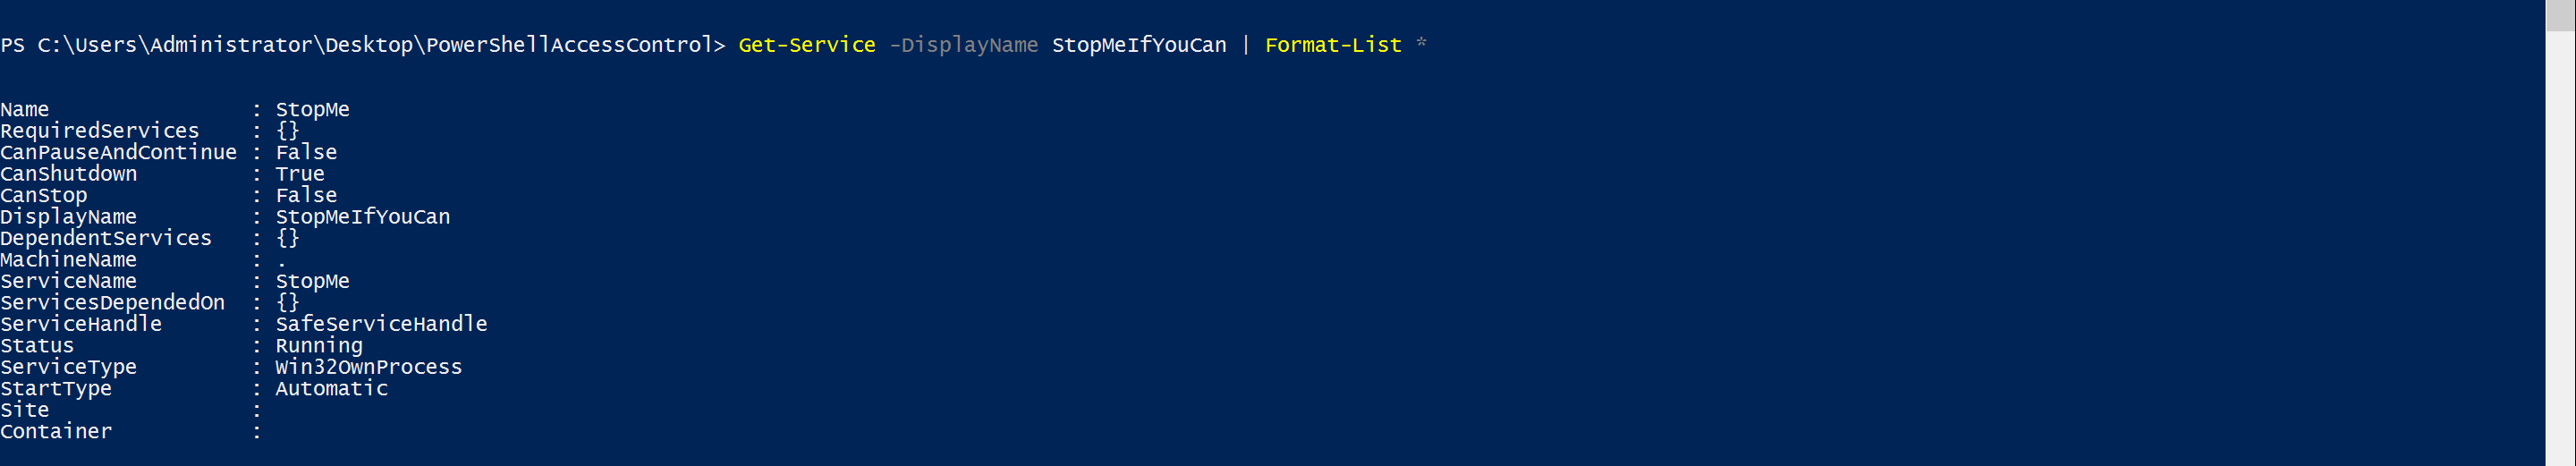 PS C:\Users\Administrator\Desktop\PowerShellAccessControl> Get-Service -DisplayName StopMeIfYouCan | Format-List *
Name                : StopMe
RequiredServices    : {}
CanPauseAndContinue : False
CanShutdown         : True
CanStop             : False
DisplayName         : StopMeIfYouCan
DependentServices   : {}
MachineName         : .
ServiceName         : StopMe
ServicesDependedOn  : {}
ServiceHandle       : SafeServiceHandle
Status              : Running
ServiceType         : Win32OwnProcess
StartType           : Automatic
Site                :
Container           :